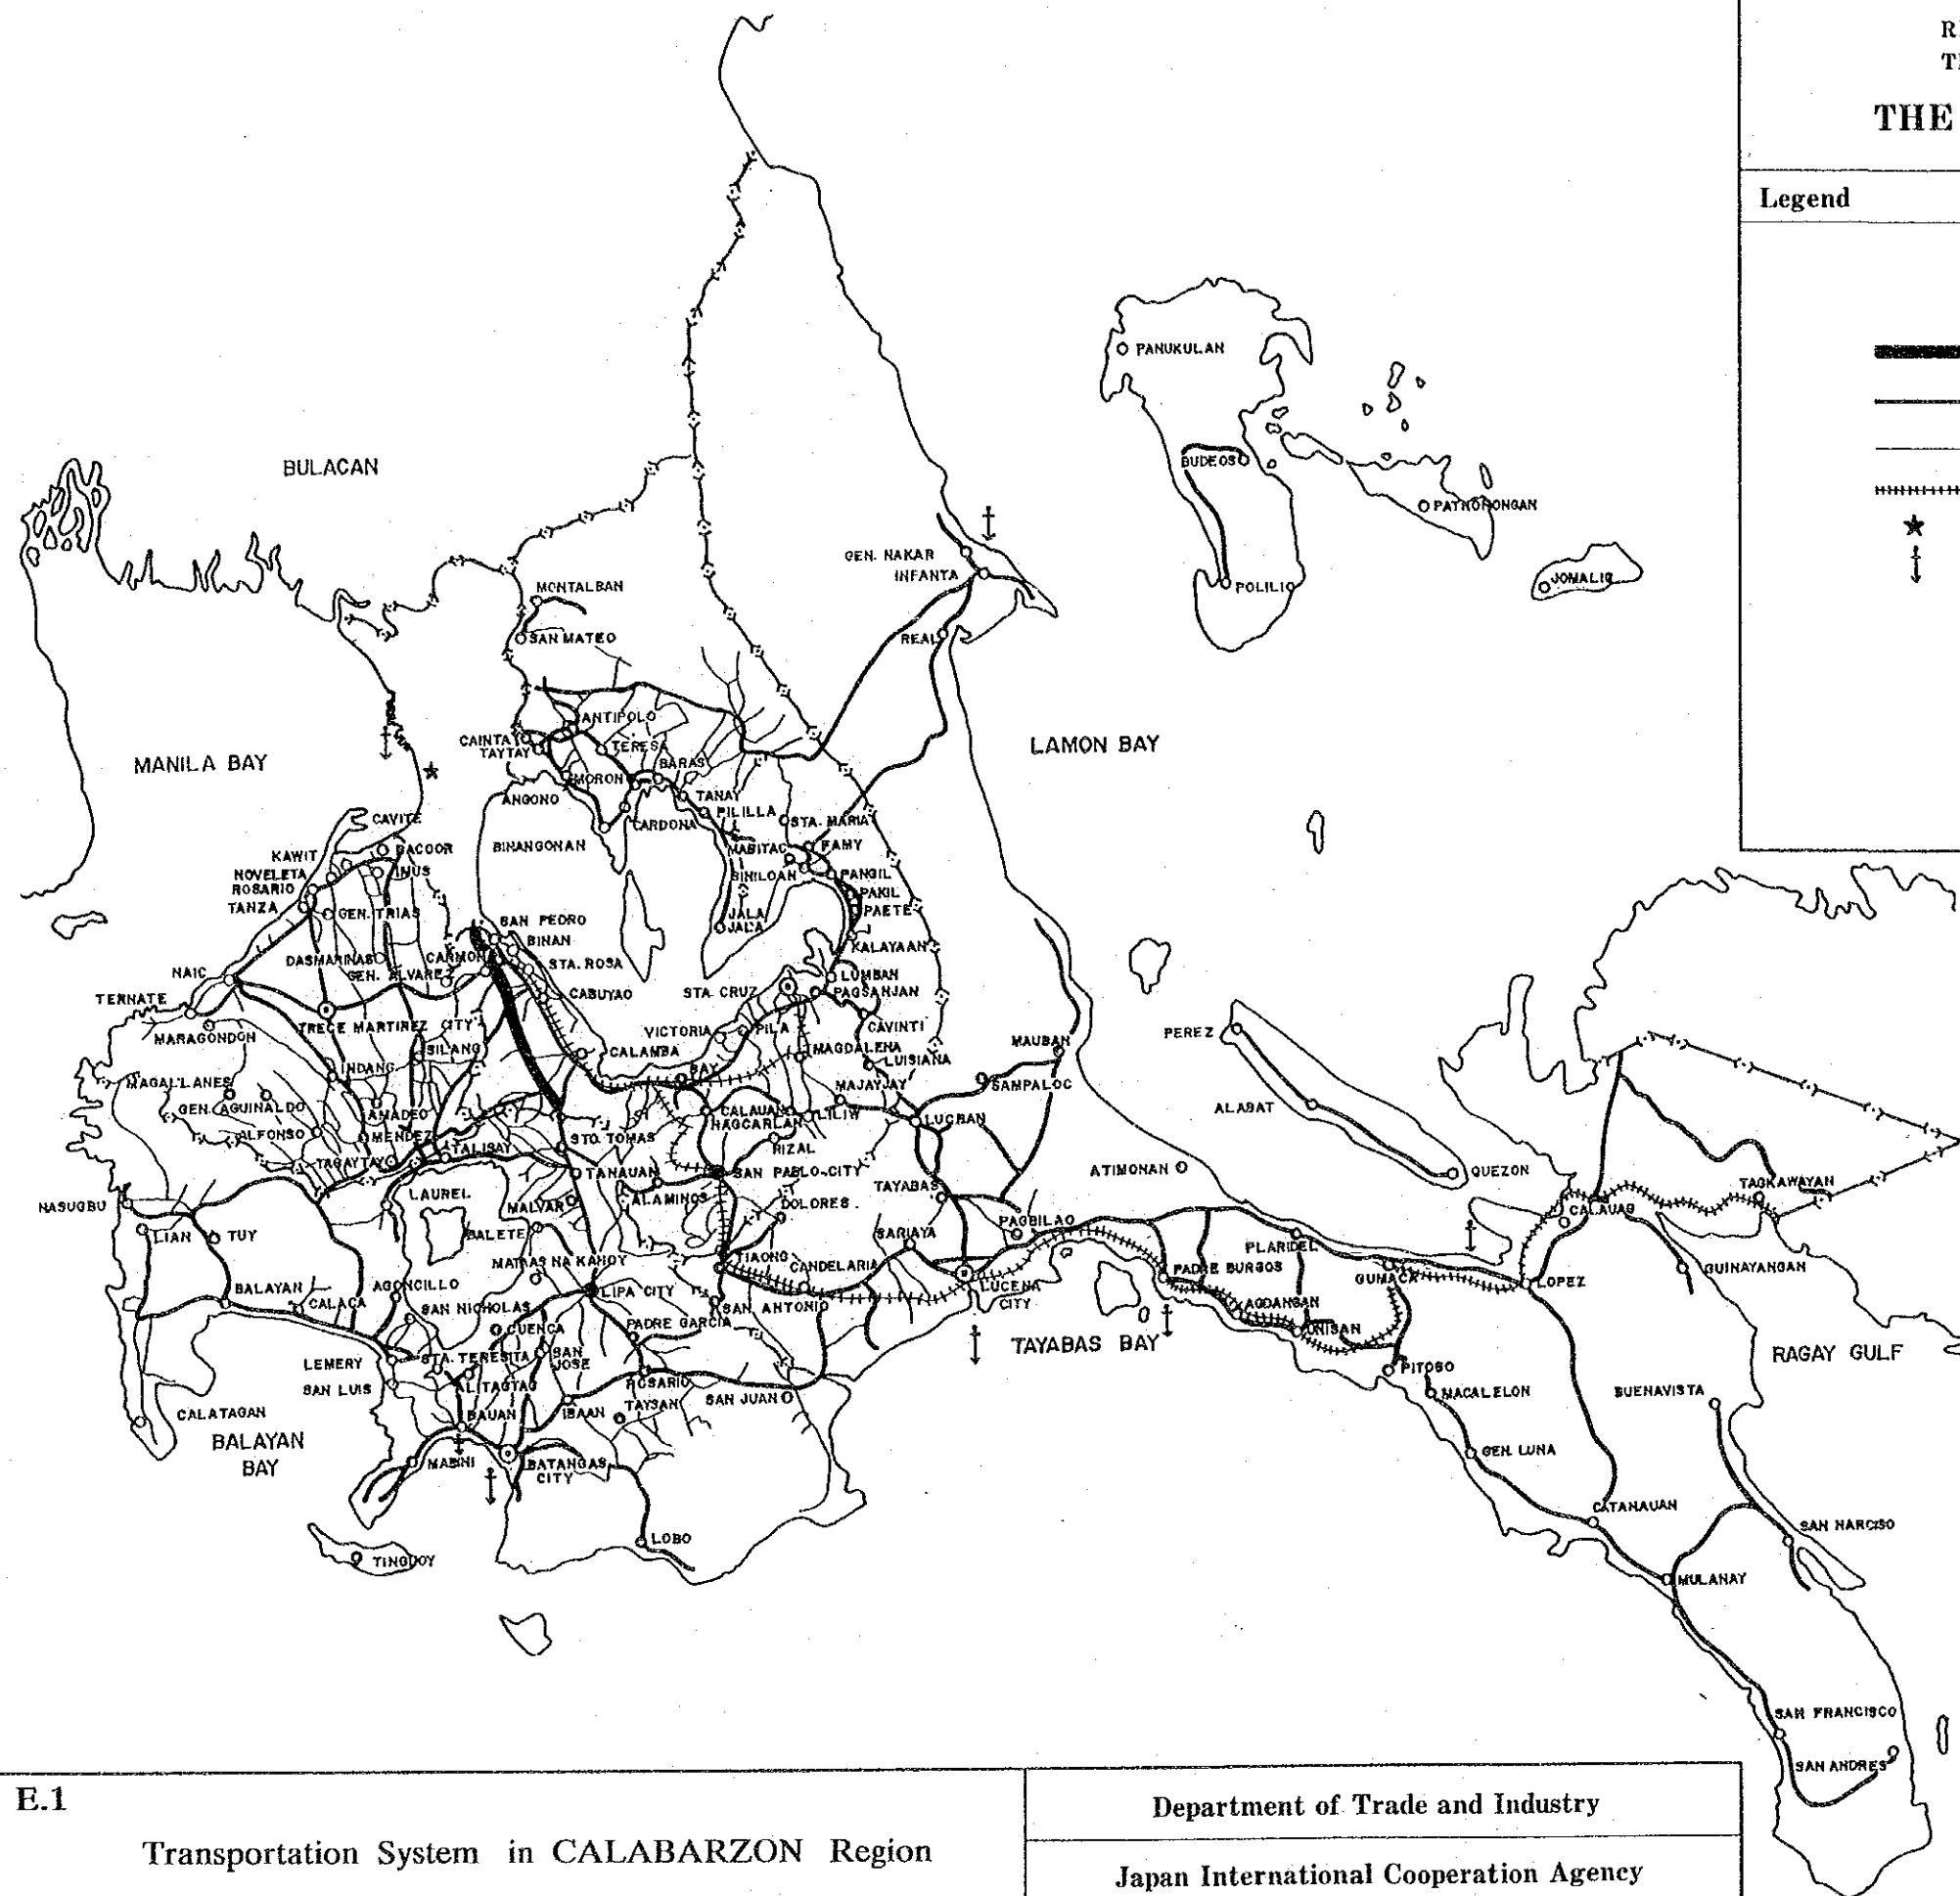 R
TH
THE
Legend
BULACAN
PANUKULAN
BUDEOS
PATNONONGAN
JOMALIG
POLILIO
GEN. NAKAR
INFANTA
REAL
MONTALBAN
SAN MATEO
ANTIPOLO
CAINTA
TAYTAY
TERESA
MANILA BAY
LAMON BAY
MORONG
BARAS
ANGONO
TANAY
PILILLA
CARDONA
STA. MARIA
CAVITE
BINANGONAN
MABITAC
FAMY
BACOOR
KAWIT
IMUS
NOVELETA
SINILOAN
PANGIL
ROSARIO
PAKIL
TANZA
GEN. TRIAS
PAETE
JALA
JALA
SAN PEDRO
BINAN
KALAYAAN
DASMARINAS
CARMONA
STA. ROSA
GEN. ALVAREZ
NAIC
LUMBAN
STA. CRUZ
PAGSANJAN
CABUYAO
TERNATE
TRECE MARTINEZ CITY
CAVINTI
VICTORIA
PILA
MARAGONDON
MAUBAN
PEREZ
SILANG
CALAMBA
MAGDALENA
LUISIANA
INDANG
BAY
MAGALLANES
MAJAYJAY
SAMPALOC
GEN. AGUINALDO
AMADEO
CALAUAN
LILIW
ALABAT
NAGCARLAN
LUCBAN
ALFONSO
MENDEZ
STO. TOMAS
RIZAL
TALISAY
TAGAYTAY
TANAUAN
SAN PABLO CITY
ATIMONAN
QUEZON
TAYABAS
TAGKAWAYAN
LAUREL
ALAMINOS
DOLORES
NASUGBU
MALVAR
CALAUAG
LIAN
TUY
BALETE
SARIAYA
PAGBILAO
PLARIDEL
MATAAS NA KAHOY
TIAONG
CANDELARIA
PADRE BURGOS
GUMACA
GUINAYANGAN
BALAYAN
AGONCILLO
LIPA CITY
LUCENA
CITY
LOPEZ
CALACA
SAN NICHOLAS
SAN ANTONIO
AGDANGAN
CUENCA
PADRE GARCIA
UNISAN
TAYABAS BAY
LEMERY
STA. TERESITA
SAN
JOSE
RAGAY GULF
SAN LUIS
ALITAGTAG
ROSARIO
PITOGO
SAN JUAN
MACALELON
BUENAVISTA
CALATAGAN
BAUAN
IBAAN
TAYSAN
BALAYAN
BAY
MABINI
BATANGAS
CITY
GEN. LUNA
CATANAUAN
SAN NARCISO
LOBO
TINGUOY
MULANAY
SAN FRANCISCO
SAN ANDRES
E.1
Transportation System in CALABARZON Region
Department of Trade and Industry
Japan International Cooperation Agency